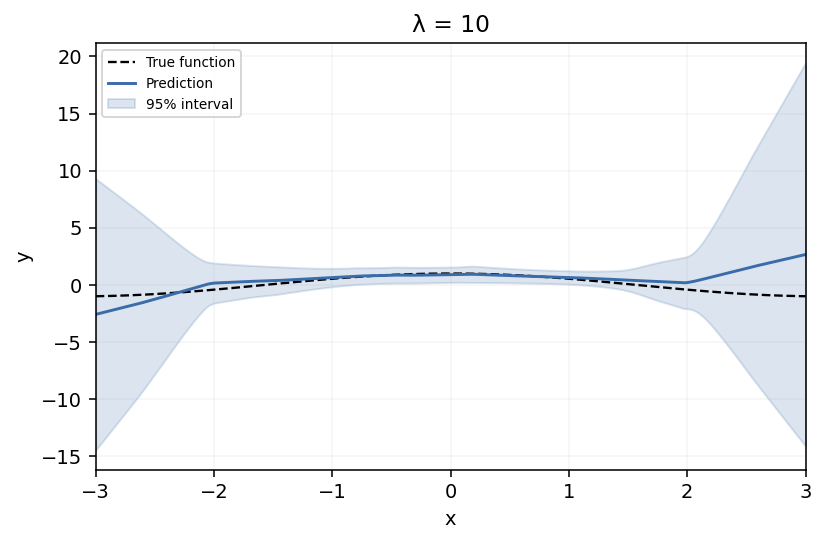 λ = 10
True function
Prediction
95% interval
20
15
10
5
0
−5
−10
−15
y
−3 −2 −1 0 1 2 3
x